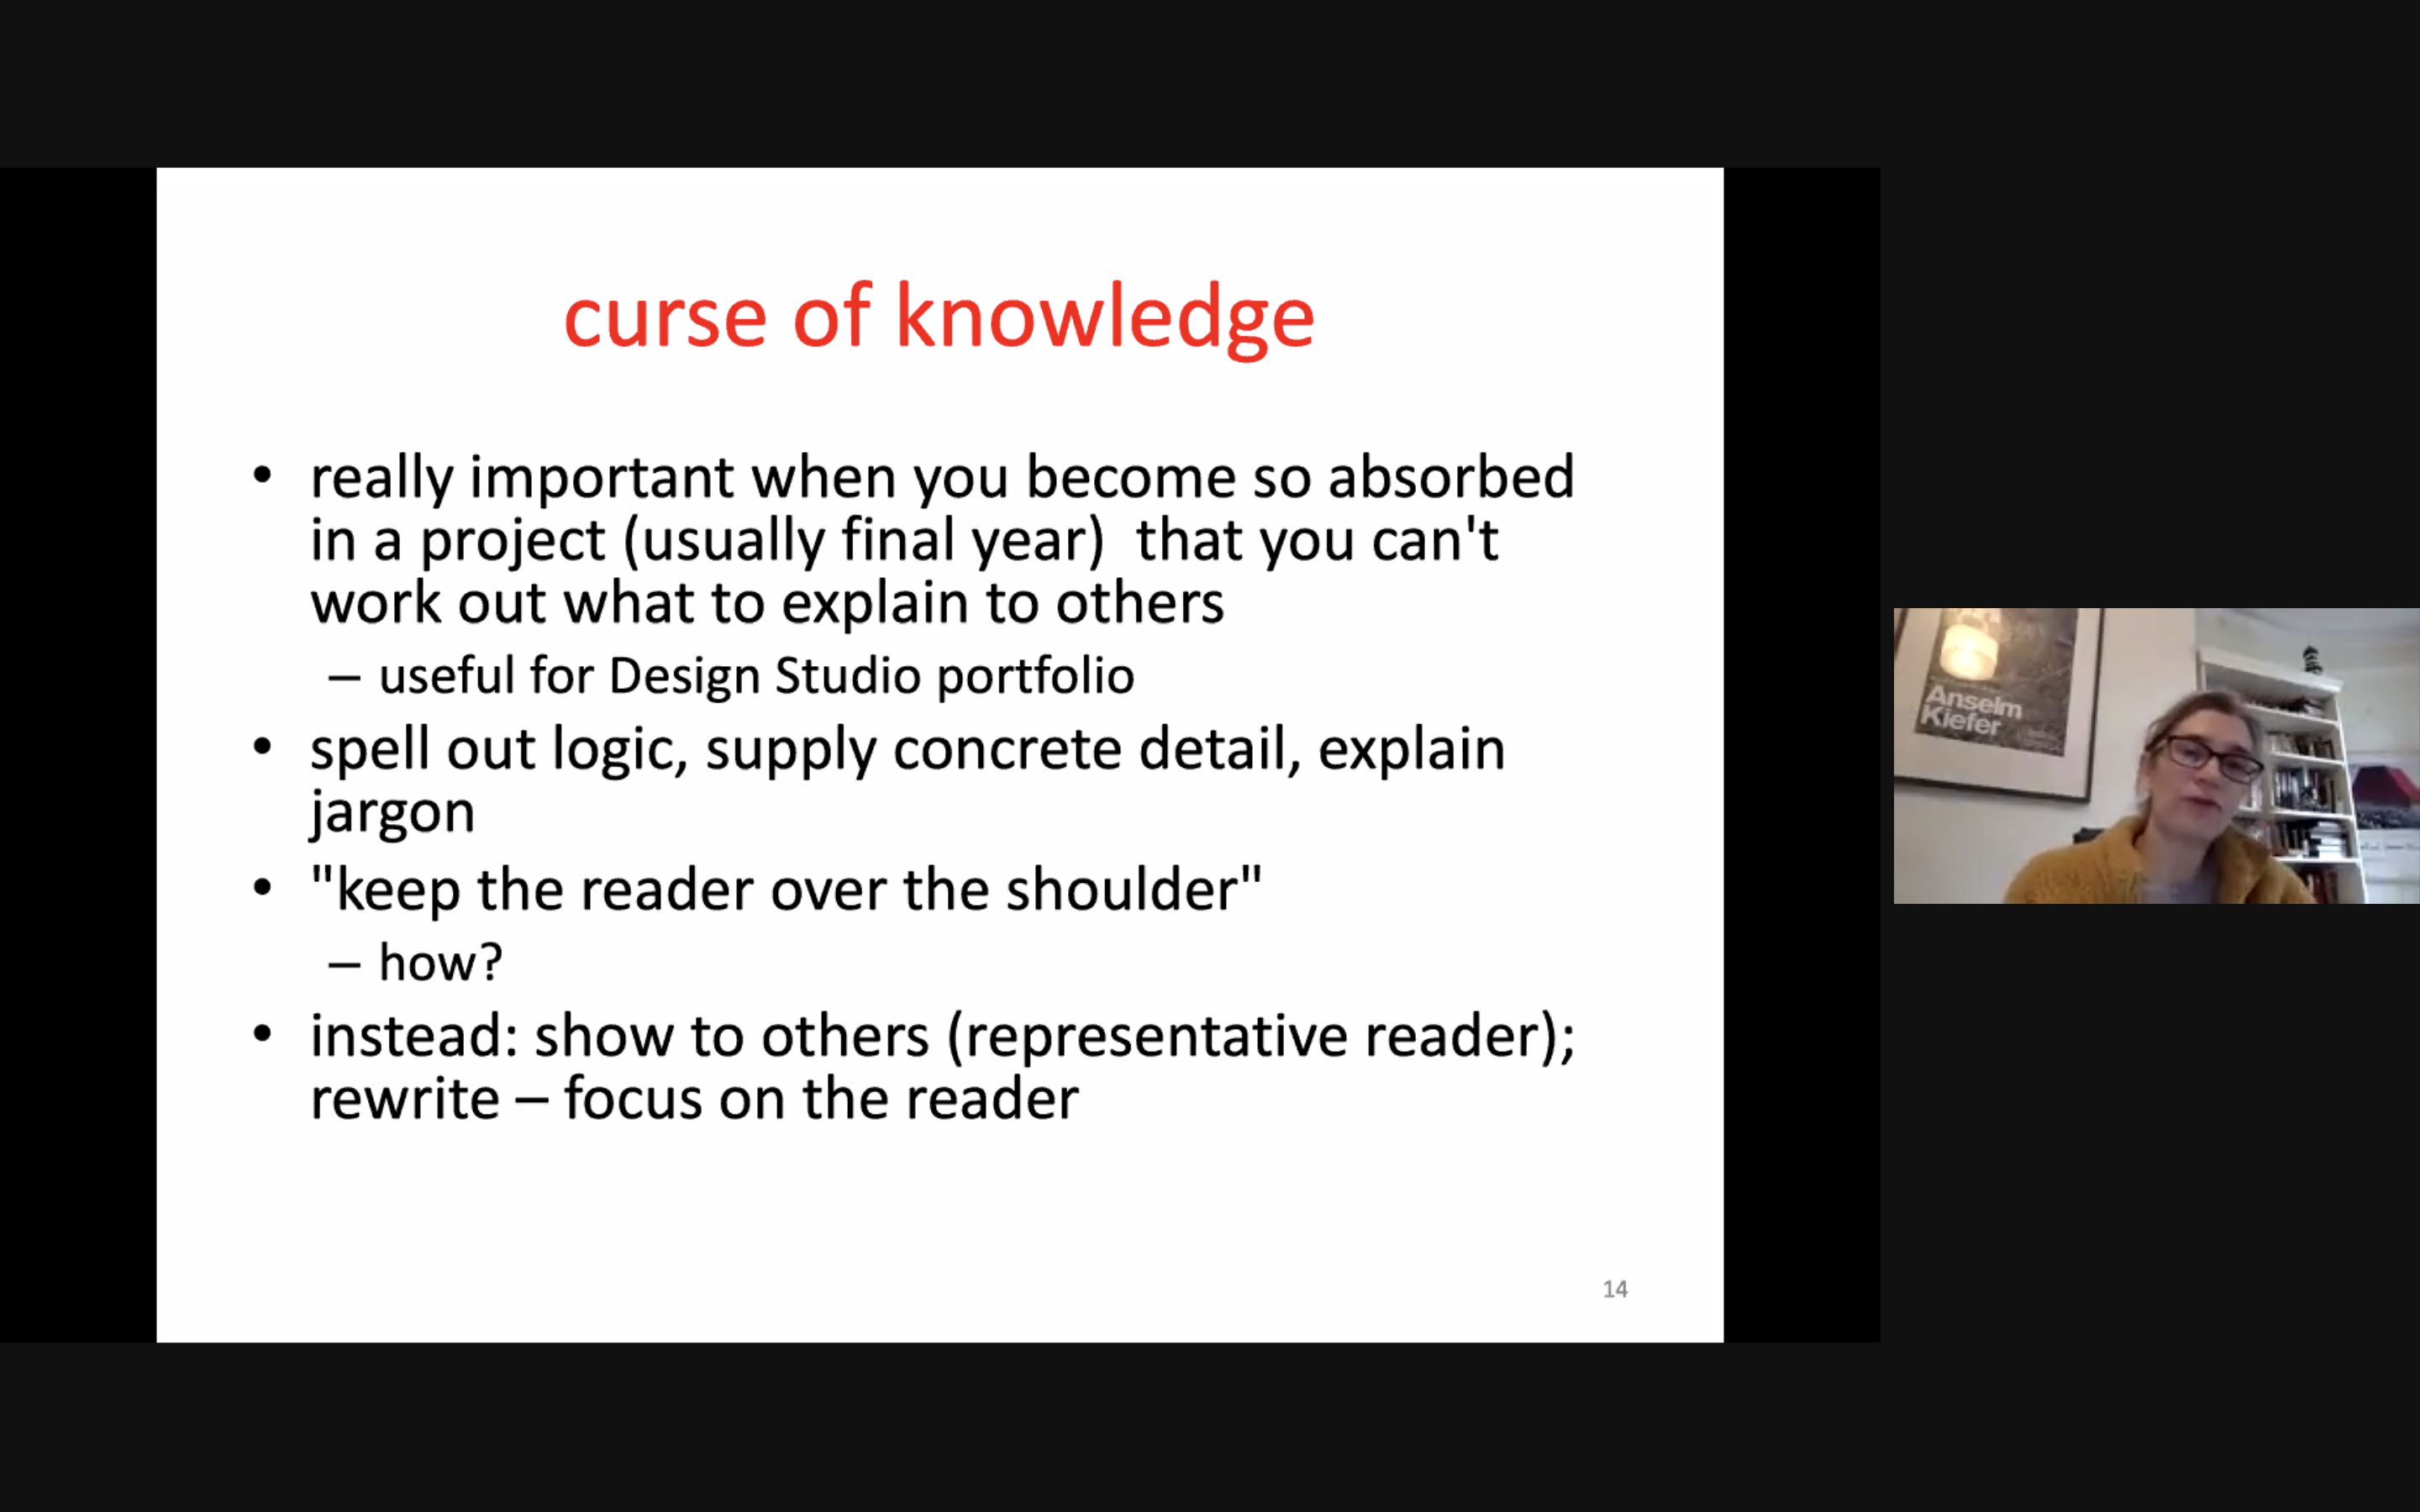 curse of knowledge
• really important when you become so absorbed
in a project (usually final year)  that you can't
work out what to explain to others
– useful for Design Studio portfolio
• spell out logic, supply concrete detail, explain
jargon
• "keep the reader over the shoulder"
– how?
• instead: show to others (representative reader);
rewrite – focus on the reader
14
Anselm
Kiefer